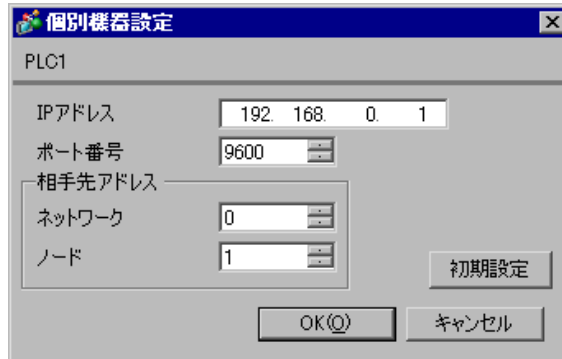 個別機器設定
PLC1
IPアドレス 192. 168. 0. 1
ポート番号 9600
相手先アドレス
ネットワーク 0
ノード 1
初期設定
OK(O) キャンセル